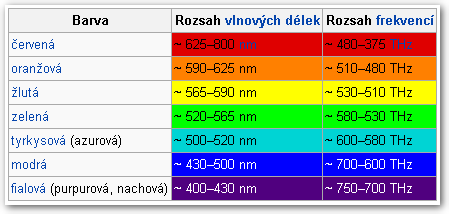 Barva Rozsah vlnových délek Rozsah frekvencí
červená ~ 625–800 nm ~ 480–375 THz
oranžová ~ 590–625 nm ~ 510–480 THz
žlutá ~ 565–590 nm ~ 530–510 THz
zelená ~ 520–565 nm ~ 580–530 THz
tyrkysová (azurová) ~ 500–520 nm ~ 600–580 THz
modrá ~ 430–500 nm ~ 700–600 THz
fialová (purpurová, nachová) ~ 400–430 nm ~ 750–700 THz